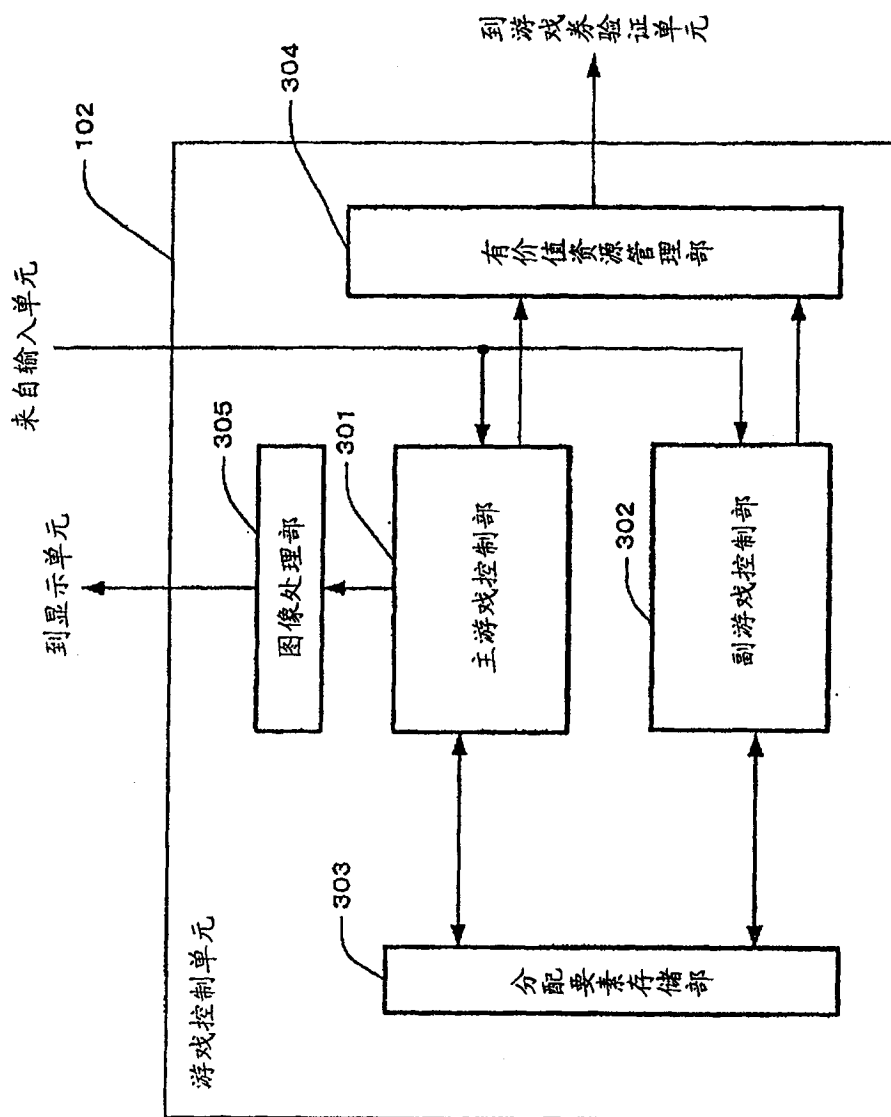 游戏控制单元
102
到显示单元
来自输入单元
305
图像处理部
301
主游戏控制部
302
副游戏控制部
303
分配要素存储部
304
有价值资源管理部
到游戏券验证单元